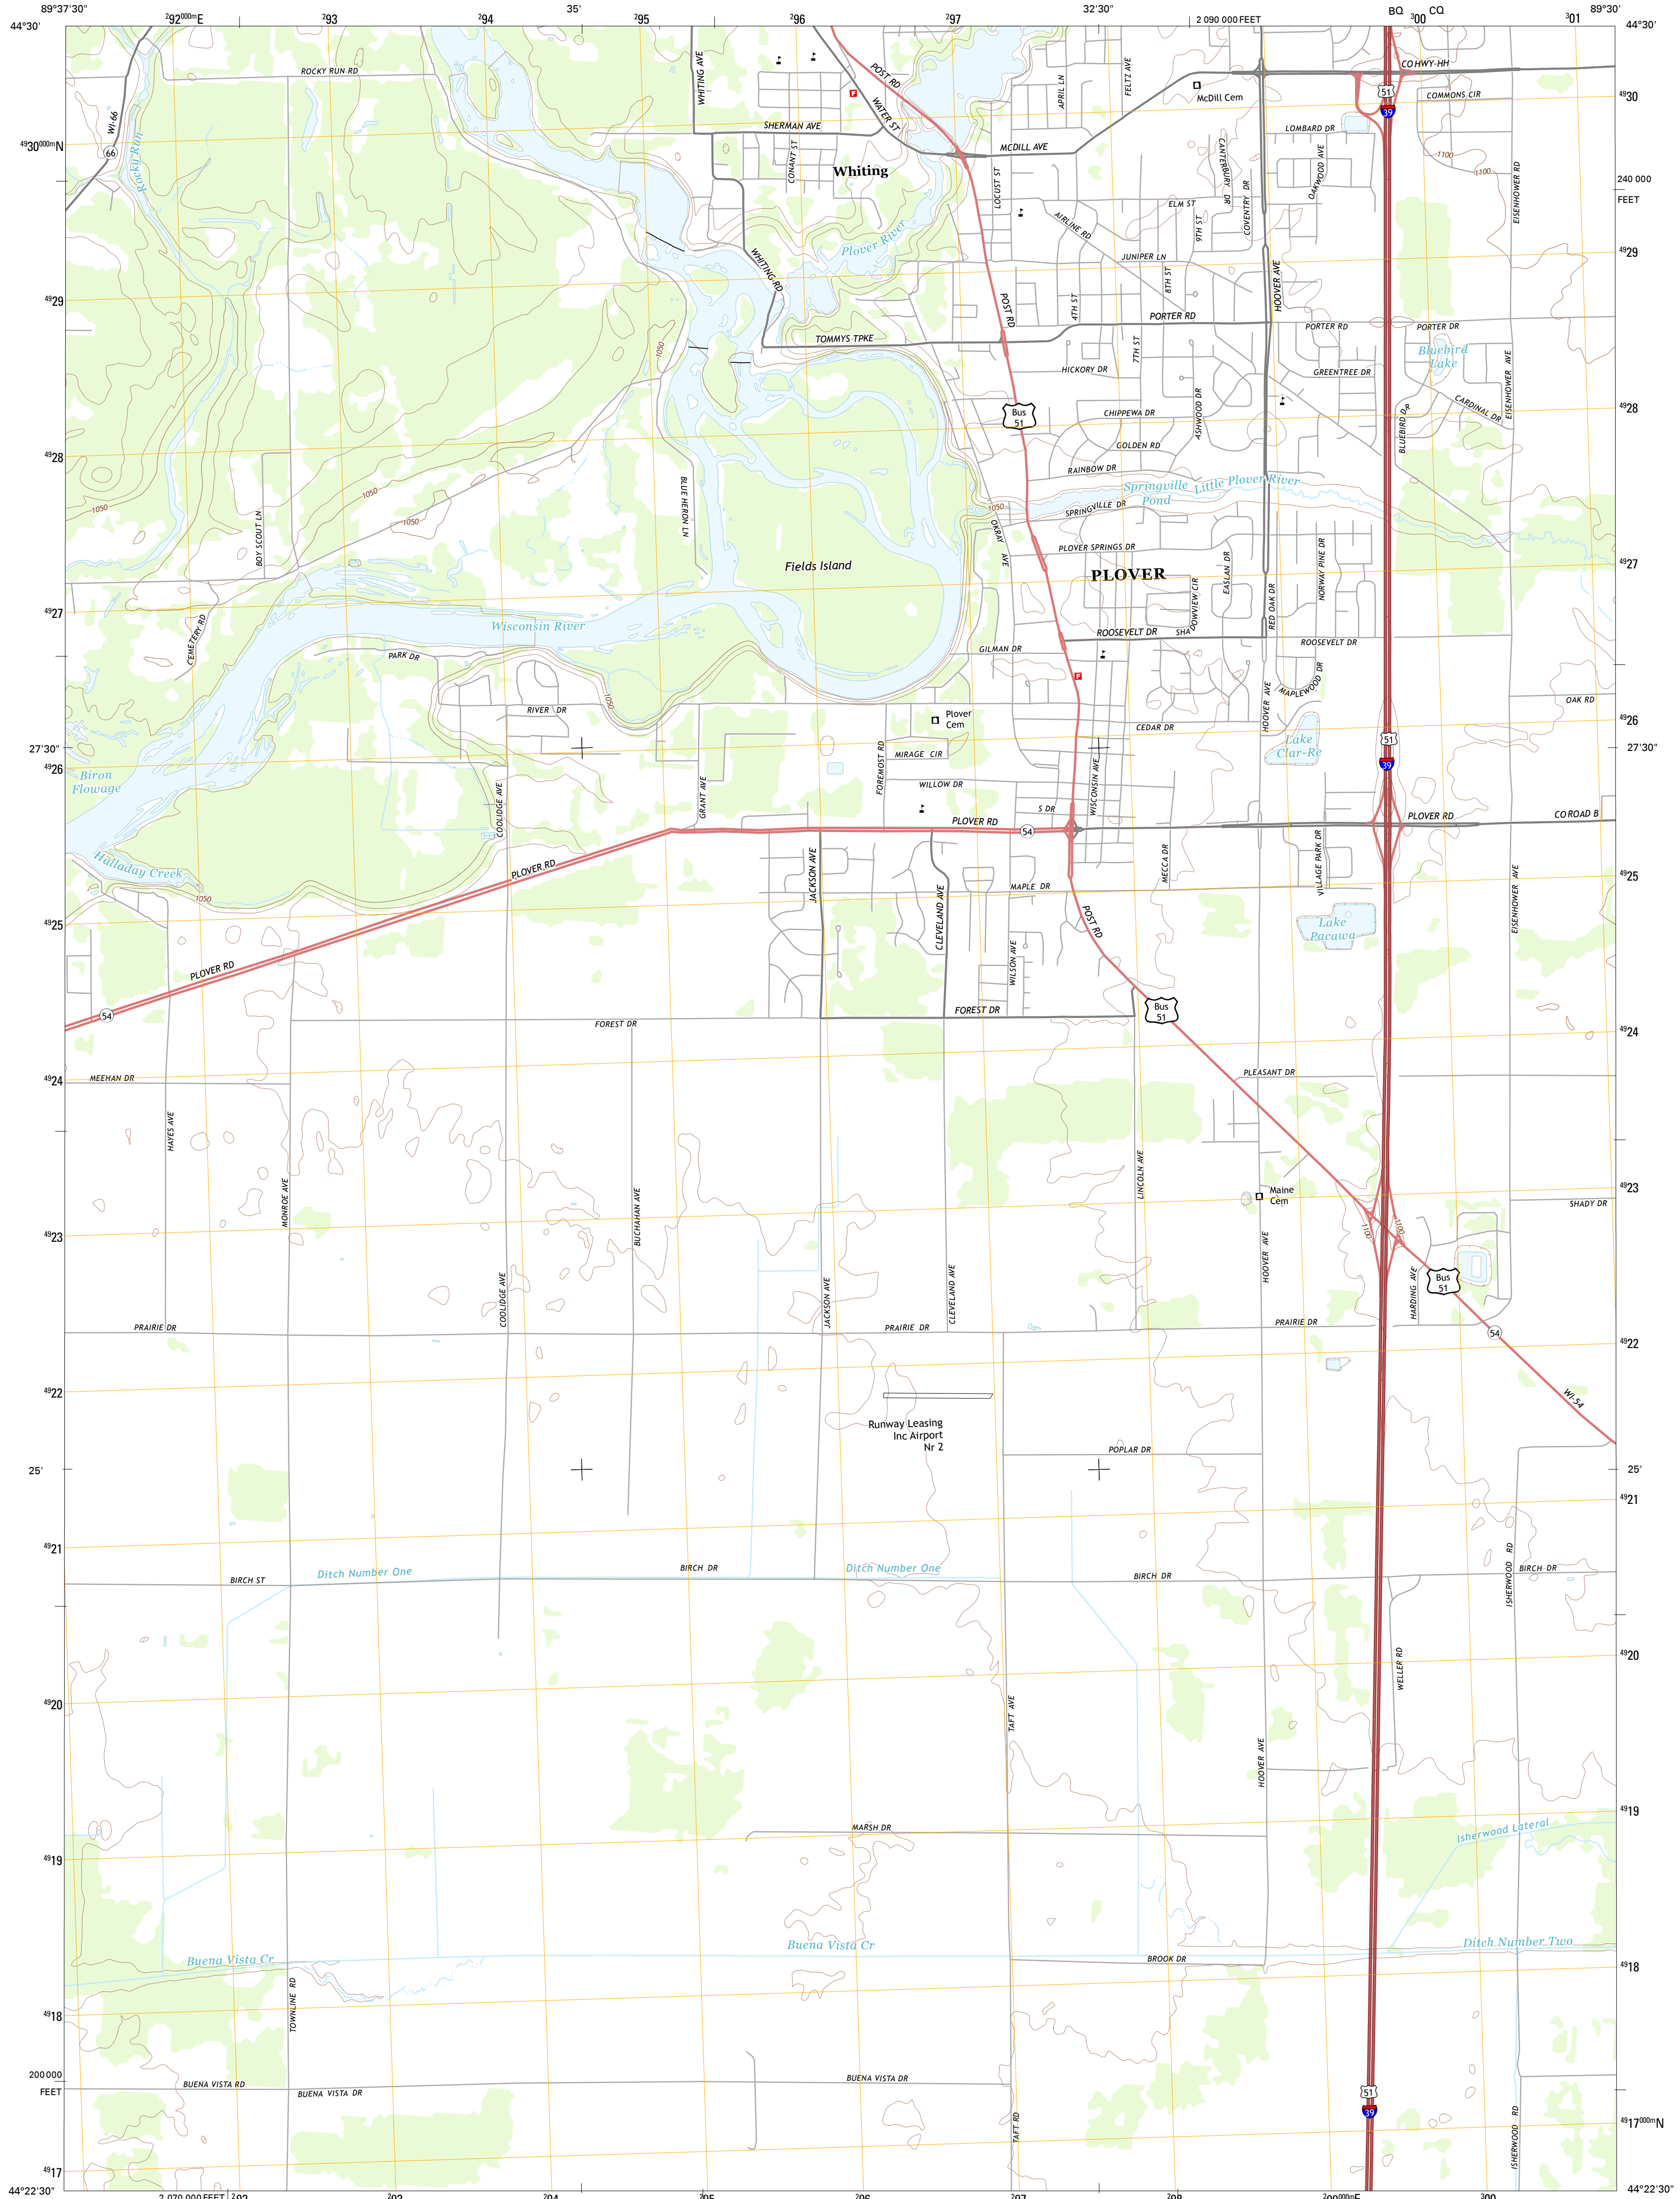 89°37'30"
²92⁰⁰⁰ᵐE
²93
²94
35'
²95
²96
²97
32'30"
2 090 000 FEET
BQ
CQ
³00
³01
89°30'
44°30'
44°30'
ROCKY RUN RD
WI-66
66
Rocky Run
WHITING AVE
POST RD
WATER ST
SHERMAN AVE
CONANT ST
Whiting
MCDILL AVE
APRIL LN
FELTZ AVE
McDill Cem
CO HWY-HH
51
39
COMMONS CIR
LOMBARD DR
⁴⁹30
⁴⁹30⁰⁰⁰ᵐN
1100
1100
240 000
FEET
LOCUST ST
CANTERBURY DR
COVENTRY DR
OAKWOOD AVE
EISENHOWER RD
ELM ST
9TH ST
AIRLINE RD
Plover River
WHITING RD
JUNIPER LN
8TH ST
HOOVER AVE
⁴⁹29
⁴⁹29
POST RD
4TH ST
PORTER RD
PORTER RD
PORTER DR
TOMMYS TPKE
1050
7TH ST
Bluebird
Lake
HICKORY DR
GREENTREE DR
EISENHOWER AVE
ASHWOOD DR
Bus
51
CHIPPEWA DR
BLUEBIRD DR
CARDINAL DR
⁴⁹28
⁴⁹28
GOLDEN RD
RAINBOW DR
Springville
Pond
Little Plover River
1050
1050
1050
1050
BOY SCOUT LN
BLUE HERON LN
SPRINGVILLE DR
OKRAY AVE
PLOVER SPRINGS DR
Fields Island
PLOVER
EASLAN DR
NORWAY PINE DR
RED OAK DR
⁴⁹27
⁴⁹27
CEMETERY RD
Wisconsin River
ROOSEVELT DR
SHADOWVIEW CIR
ROOSEVELT DR
GILMAN DR
PARK DR
MAPLEWOOD DR
OAK RD
RIVER DR
1050
Plover
Cem
CEDAR DR
HOOVER AVE
⁴⁹26
27'30"
27'30"
⁴⁹26
Lake
Clar-Re
51
39
MIRAGE CIR
FOREMOST RD
Biron
Flowage
WILLOW DR
COOLIDGE AVE
GRANT AVE
S DR
WISCONSIN AVE
PLOVER RD
54
PLOVER RD
CO ROAD B
Halladay Creek
PLOVER RD
JACKSON AVE
MECCA DR
VILLAGE PARK DR
1050
CLEVELAND AVE
MAPLE DR
⁴⁹25
⁴⁹25
POST RD
Lake
Pacawa
EISENHOWER AVE
PLOVER RD
WILSON AVE
54
FOREST DR
FOREST DR
Bus
51
⁴⁹24
⁴⁹24
MEEHAN DR
PLEASANT DR
HAYES AVE
MONROE AVE
BUCHAHAN AVE
LINCOLN AVE
Maine
Cem
⁴⁹23
⁴⁹23
SHADY DR
1100
1100
COOLIDGE AVE
JACKSON AVE
CLEVELAND AVE
HOOVER AVE
HARDING AVE
Bus
51
PRAIRIE DR
PRAIRIE DR
PRAIRIE DR
54
⁴⁹22
⁴⁹22
WI-54
Runway Leasing
Inc Airport
Nr 2
POPLAR DR
25'
25'
⁴⁹21
⁴⁹21
BIRCH ST
Ditch Number One
BIRCH DR
Ditch Number One
BIRCH DR
ISHERWOOD RD
BIRCH DR
⁴⁹20
⁴⁹20
WELLER RD
TAFT AVE
HOOVER AVE
⁴⁹19
⁴⁹19
MARSH DR
Isherwood Lateral
Buena Vista Cr
Buena Vista Cr
BROOK DR
Ditch Number Two
⁴⁹18
⁴⁹18
TOWNLINE RD
200 000
FEET
BUENA VISTA RD
BUENA VISTA DR
BUENA VISTA DR
51
39
TAFT RD
ISHERWOOD RD
⁴⁹17⁰⁰⁰ᵐN
⁴⁹17
44°22'30"
44°22'30"
2 070 000 FEET